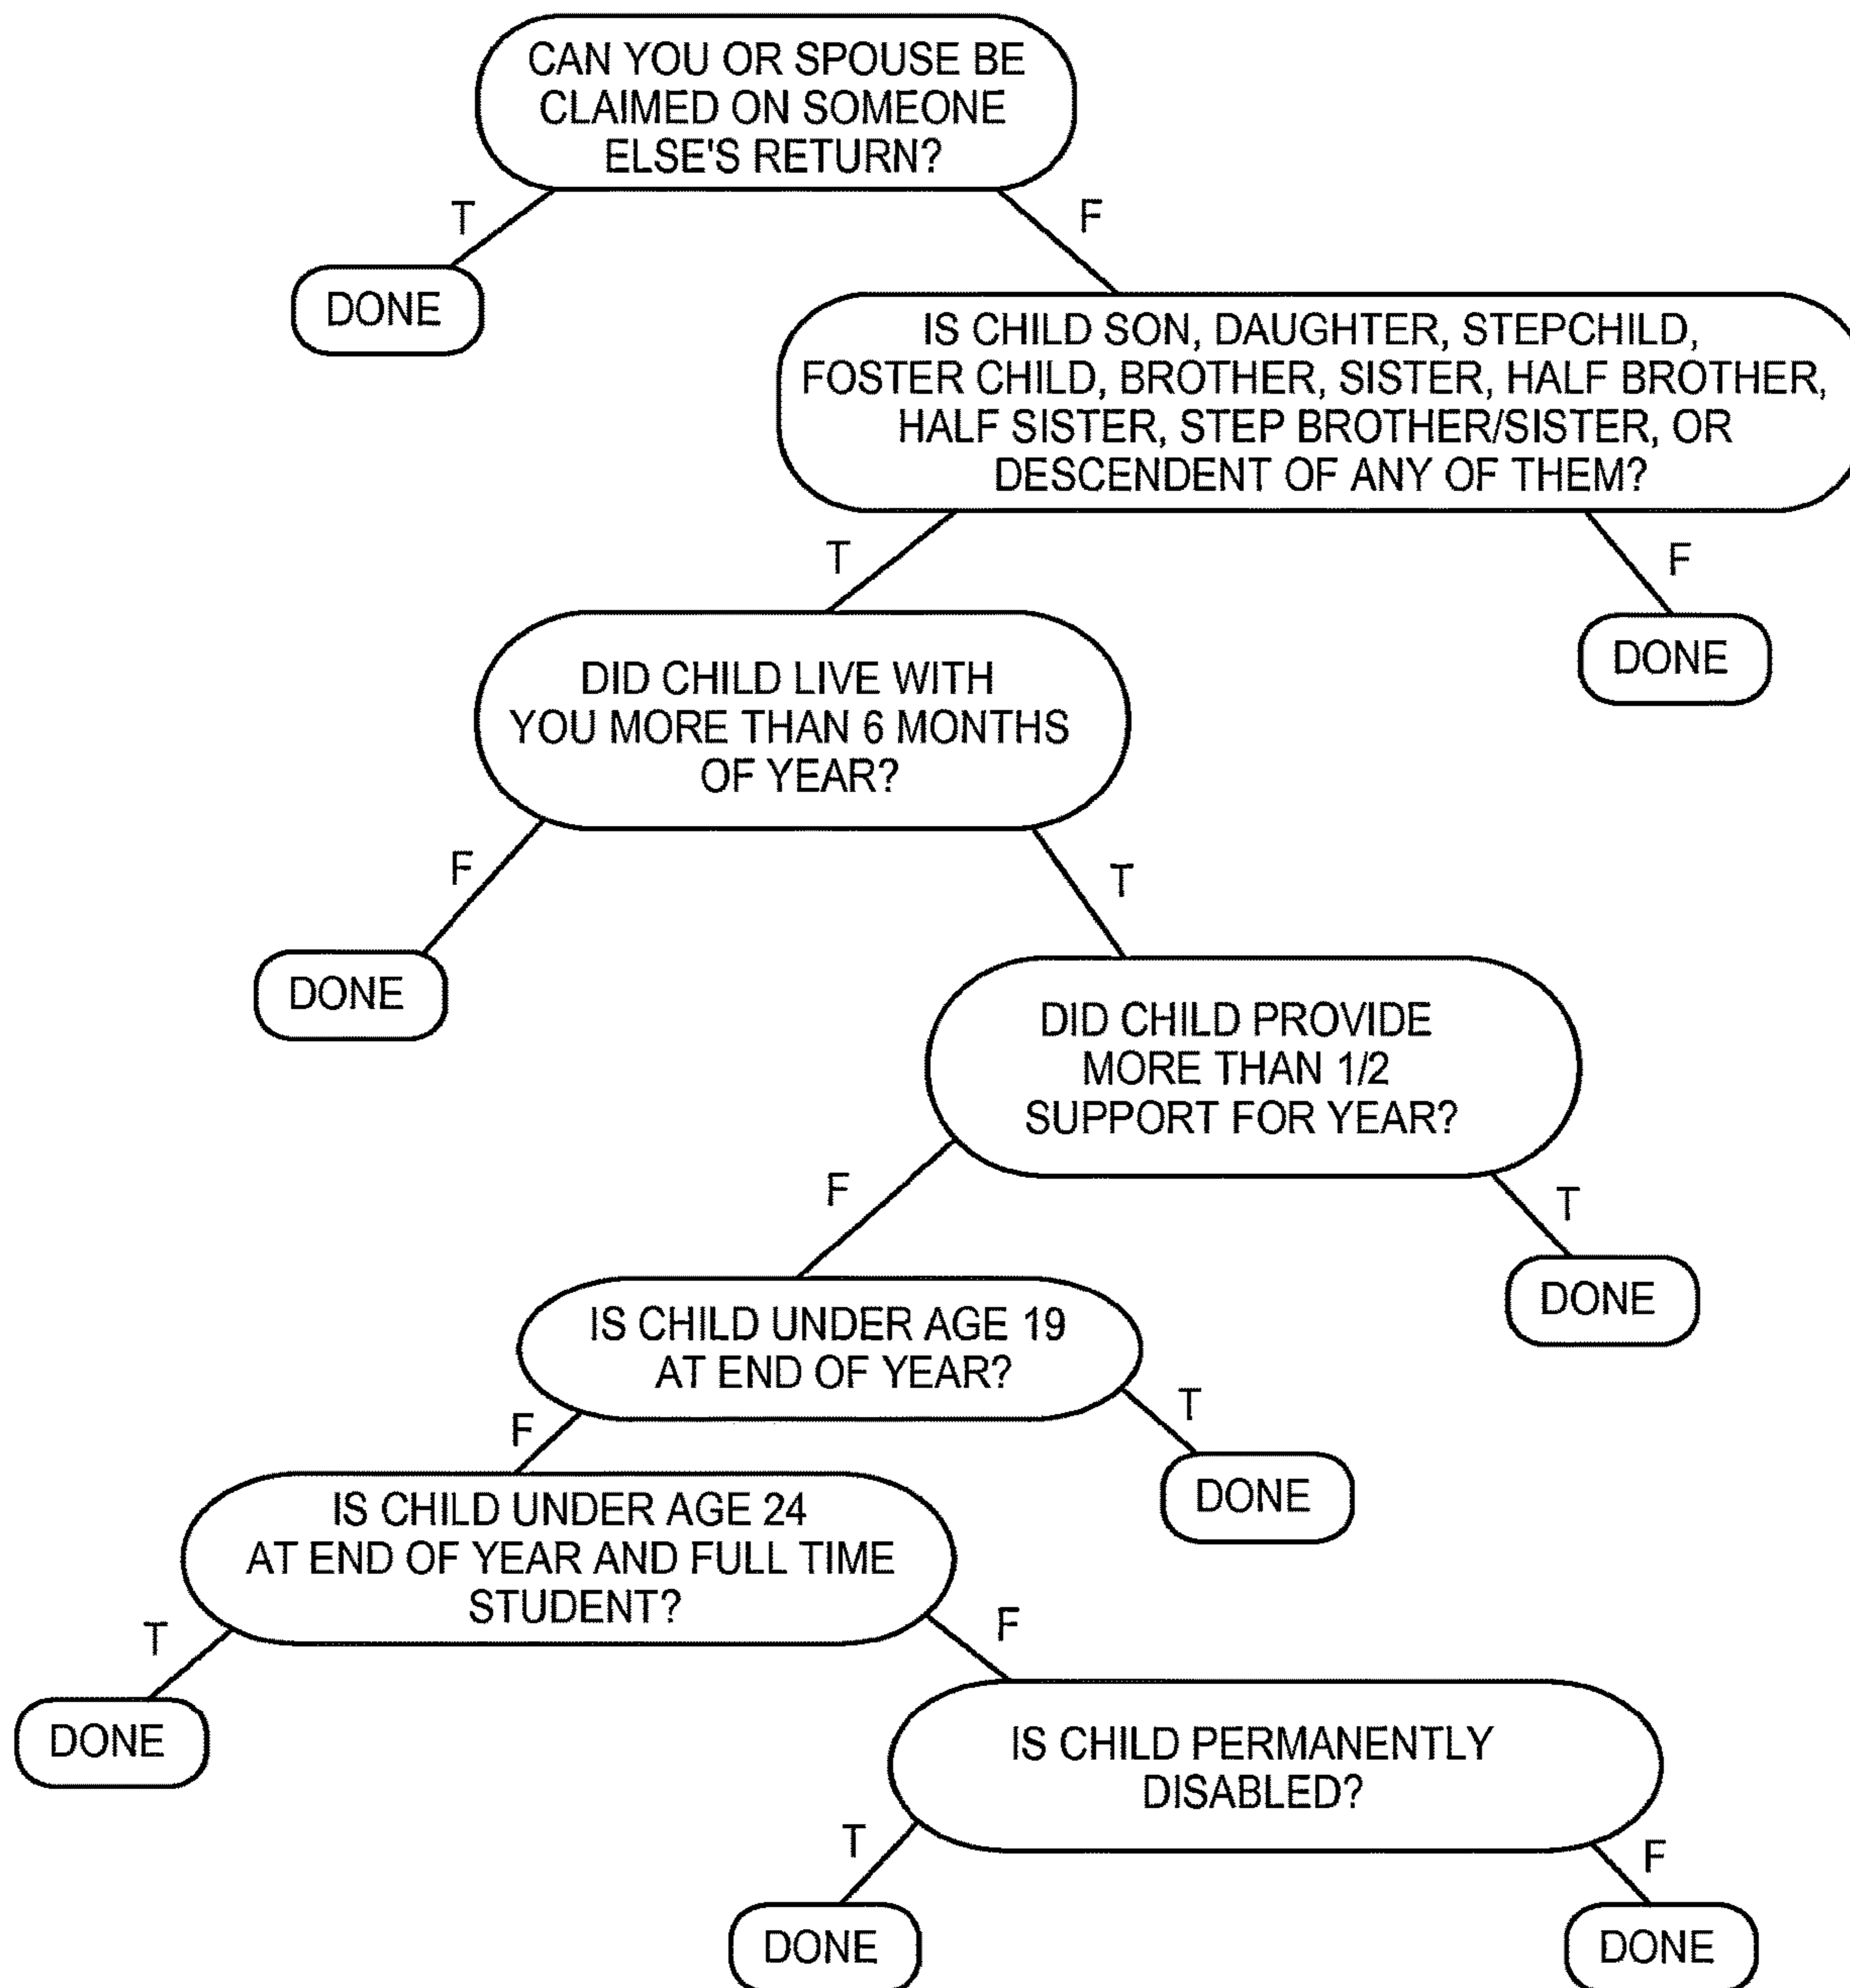 CAN YOU OR SPOUSE BE
CLAIMED ON SOMEONE
ELSE'S RETURN?
T
F
DONE
IS CHILD SON, DAUGHTER, STEPCHILD,
FOSTER CHILD, BROTHER, SISTER, HALF BROTHER,
HALF SISTER, STEP BROTHER/SISTER, OR
DESCENDENT OF ANY OF THEM?
T
F
DONE
DID CHILD LIVE WITH
YOU MORE THAN 6 MONTHS
OF YEAR?
F
T
DONE
DID CHILD PROVIDE
MORE THAN 1/2
SUPPORT FOR YEAR?
F
T
DONE
IS CHILD UNDER AGE 19
AT END OF YEAR?
F
T
DONE
IS CHILD UNDER AGE 24
AT END OF YEAR AND FULL TIME
STUDENT?
T
F
DONE
IS CHILD PERMANENTLY
DISABLED?
T
F
DONE
DONE